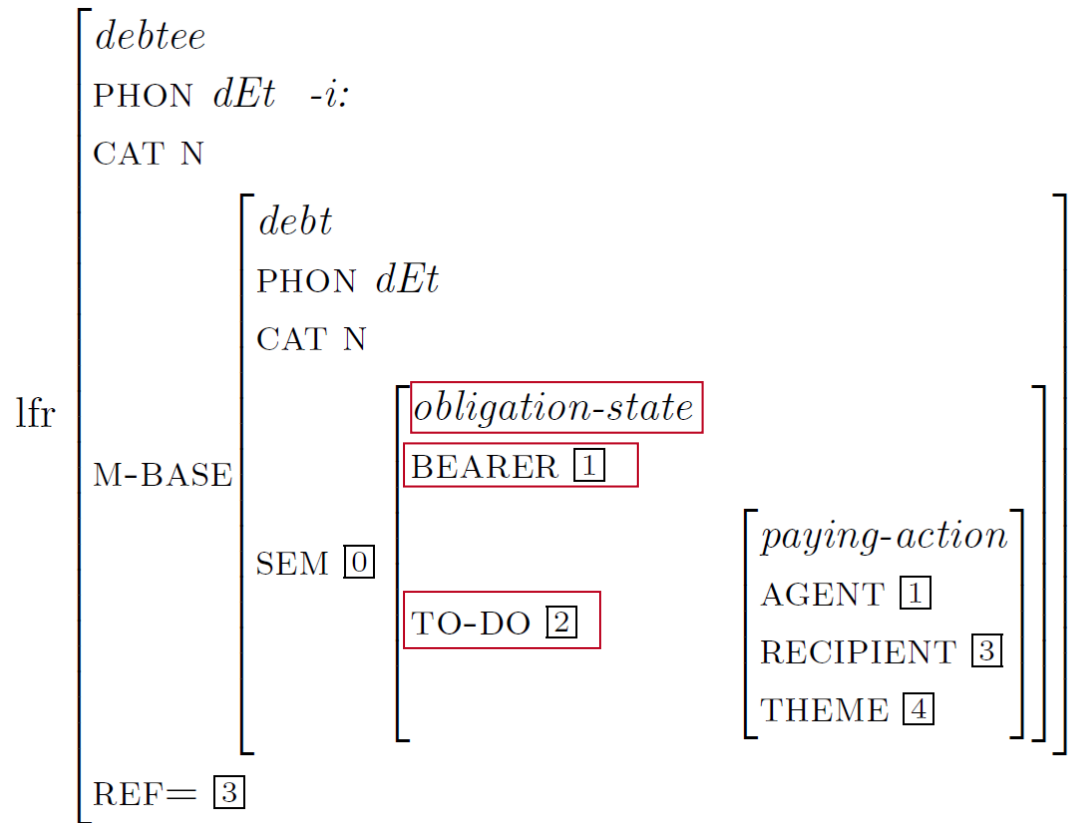 debtee
PHON dEt -i:
CAT N
debt
PHON dEt
CAT N
obligation-state
lfr
BEARER 1
M-BASE
paying-action
SEM 0
AGENT 1
TO-DO 2
RECIPIENT 3
THEME 4
REF= 3